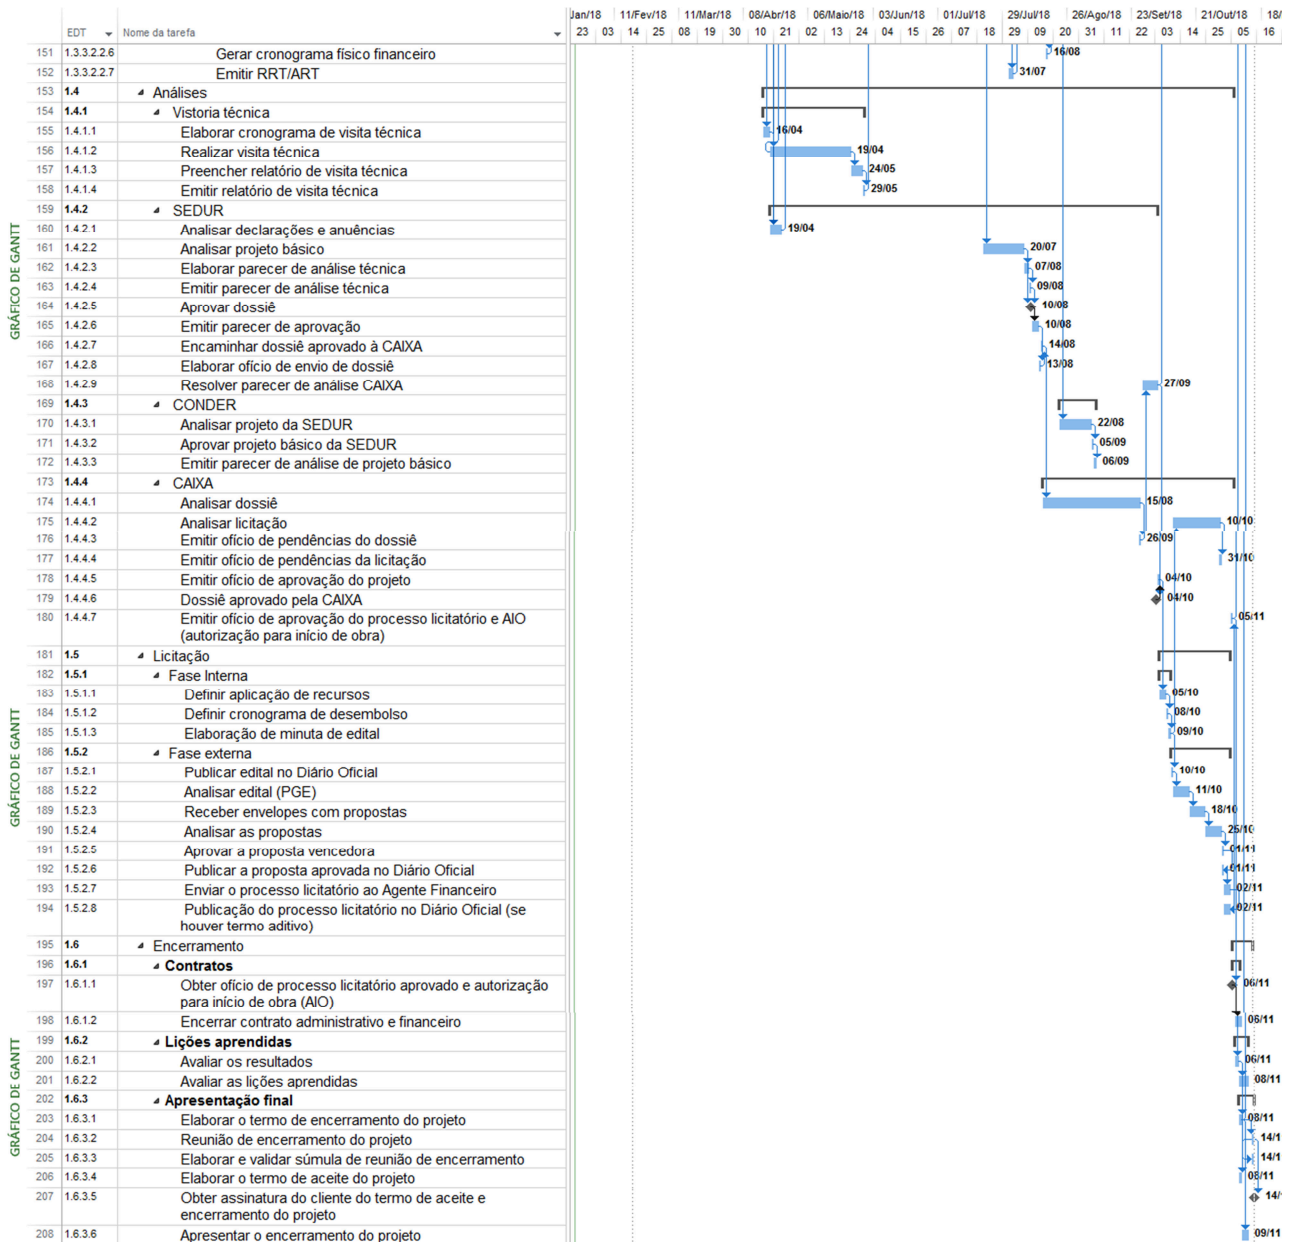 Jan/18 11/Fev/18 11/Mar/18 08/Abr/18 06/Maio/18 03/Jun/18 01/Jul/18 29/Jul/18 26/Ago/18 23/Set/18 21/Out/18 18/
EDT Nome da tarefa 23 03 14 25 08 19 30 10 21 02 13 24 04 15 26 07 18 29 09 20 31 11 22 03 14 25 05 16
151 1.3.3.2.2.6 Gerar cronograma físico financeiro 16/08
152 1.3.3.2.2.7 Emitir RRT/ART 31/07
153 1.4 Análises
154 1.4.1 Vistoria técnica
155 1.4.1.1 Elaborar cronograma de visita técnica 16/04
156 1.4.1.2 Realizar visita técnica 19/04
157 1.4.1.3 Preencher relatório de visita técnica 24/05
158 1.4.1.4 Emitir relatório de visita técnica 29/05
159 1.4.2 SEDUR
160 1.4.2.1 Analisar declarações e anuências 19/04
161 1.4.2.2 Analisar projeto básico 20/07
162 1.4.2.3 Elaborar parecer de análise técnica 07/08
163 1.4.2.4 Emitir parecer de análise técnica 09/08
164 1.4.2.5 Aprovar dossiê 10/08
165 1.4.2.6 Emitir parecer de aprovação 10/08
166 1.4.2.7 Encaminhar dossiê aprovado à CAIXA 14/08
167 1.4.2.8 Elaborar ofício de envio de dossiê 13/08
168 1.4.2.9 Resolver parecer de análise CAIXA 27/09
169 1.4.3 CONDER
170 1.4.3.1 Analisar projeto da SEDUR 22/08
171 1.4.3.2 Aprovar projeto básico da SEDUR 05/09
172 1.4.3.3 Emitir parecer de análise de projeto básico 06/09
173 1.4.4 CAIXA
174 1.4.4.1 Analisar dossiê 15/08
175 1.4.4.2 Analisar licitação 10/10
176 1.4.4.3 Emitir ofício de pendências do dossiê 26/09
177 1.4.4.4 Emitir ofício de pendências da licitação 31/10
178 1.4.4.5 Emitir ofício de aprovação do projeto 04/10
179 1.4.4.6 Dossiê aprovado pela CAIXA 04/10
180 1.4.4.7 Emitir ofício de aprovação do processo licitatório e AIO 05/11
(autorização para início de obra)
181 1.5 Licitação
182 1.5.1 Fase Interna
183 1.5.1.1 Definir aplicação de recursos 05/10
184 1.5.1.2 Definir cronograma de desembolso 08/10
185 1.5.1.3 Elaboração de minuta de edital 09/10
186 1.5.2 Fase externa
187 1.5.2.1 Publicar edital no Diário Oficial 10/10
188 1.5.2.2 Analisar edital (PGE) 11/10
189 1.5.2.3 Receber envelopes com propostas 18/10
190 1.5.2.4 Analisar as propostas 25/10
191 1.5.2.5 Aprovar a proposta vencedora 01/11
192 1.5.2.6 Publicar a proposta aprovada no Diário Oficial 01/11
193 1.5.2.7 Enviar o processo licitatório ao Agente Financeiro 02/11
194 1.5.2.8 Publicação do processo licitatório no Diário Oficial (se 02/11
houver termo aditivo)
195 1.6 Encerramento
196 1.6.1 Contratos
197 1.6.1.1 Obter ofício de processo licitatório aprovado e autorização 06/11
para início de obra (AIO)
198 1.6.1.2 Encerrar contrato administrativo e financeiro 06/11
199 1.6.2 Lições aprendidas
200 1.6.2.1 Avaliar os resultados 06/11
201 1.6.2.2 Avaliar as lições aprendidas 08/11
202 1.6.3 Apresentação final
203 1.6.3.1 Elaborar o termo de encerramento do projeto 08/11
204 1.6.3.2 Reunião de encerramento do projeto 14/1
205 1.6.3.3 Elaborar e validar súmula de reunião de encerramento 14/1
206 1.6.3.4 Elaborar o termo de aceite do projeto 08/11
207 1.6.3.5 Obter assinatura do cliente do termo de aceite e 14/
encerramento do projeto
208 1.6.3.6 Apresentar o encerramento do projeto 09/11
GRÁFICO DE GANTT
GRÁFICO DE GANTT
GRÁFICO DE GANTT